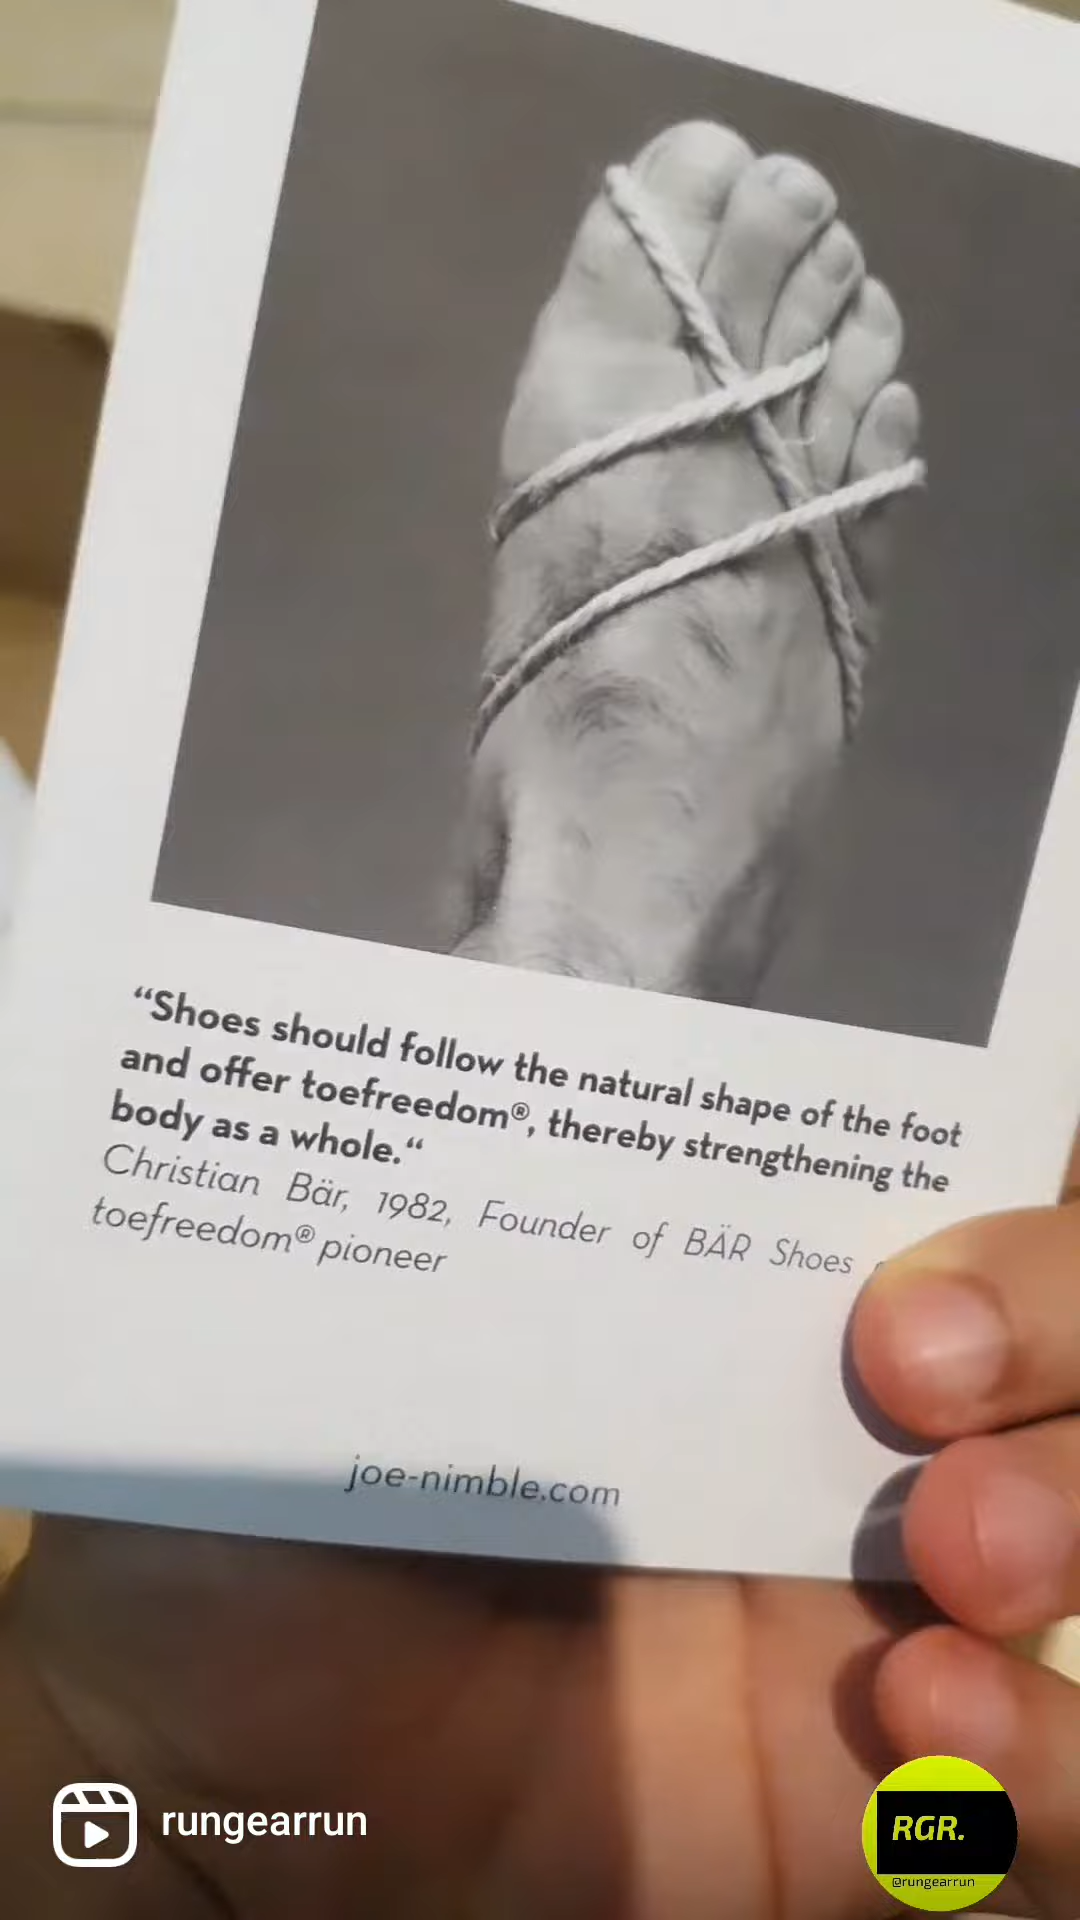 “Shoes should follow the natural shape of the foot
and offer toefreedom®, thereby strengthening the
body as a whole.“
Christian Bär, 1982, Founder of BÄR Shoes
toefreedom® pioneer
joe-nimble.com
rungearrun
RGR.
@rungearrun